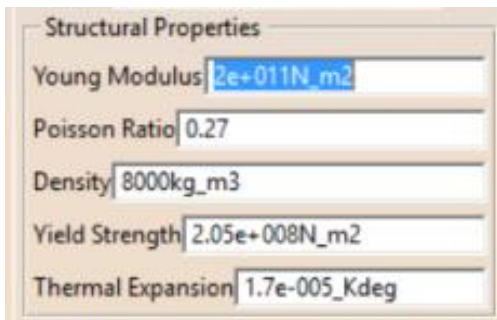 Structural Properties
Young Modulus 2e+011N_m2
Poisson Ratio 0.27
Density 8000kg_m3
Yield Strength 2.05e+008N_m2
Thermal Expansion 1.7e-005_Kdeg